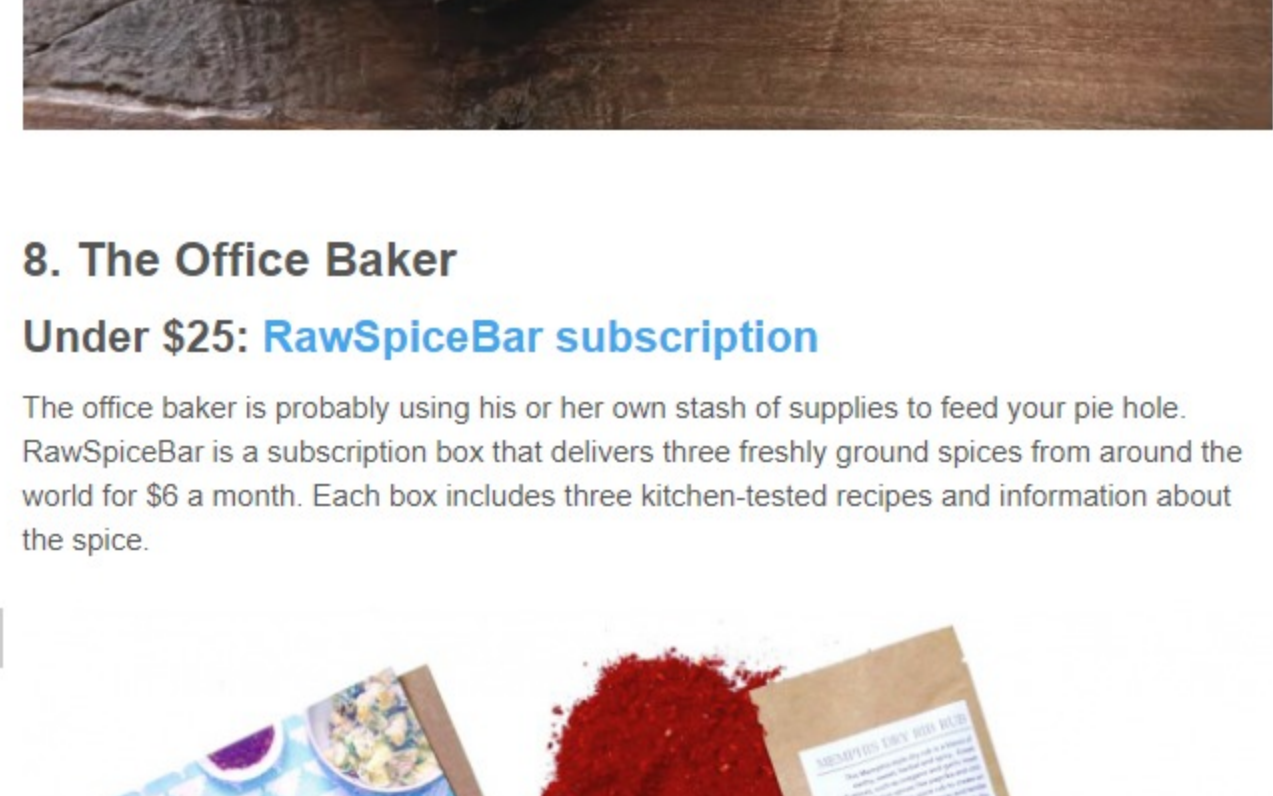 8. The Office Baker
Under $25: RawSpiceBar subscription
The office baker is probably using his or her own stash of supplies to feed your pie hole.
RawSpiceBar is a subscription box that delivers three freshly ground spices from around the
world for $6 a month. Each box includes three kitchen-tested recipes and information about
the spice.
MEMPHIS DRY RIB RUB